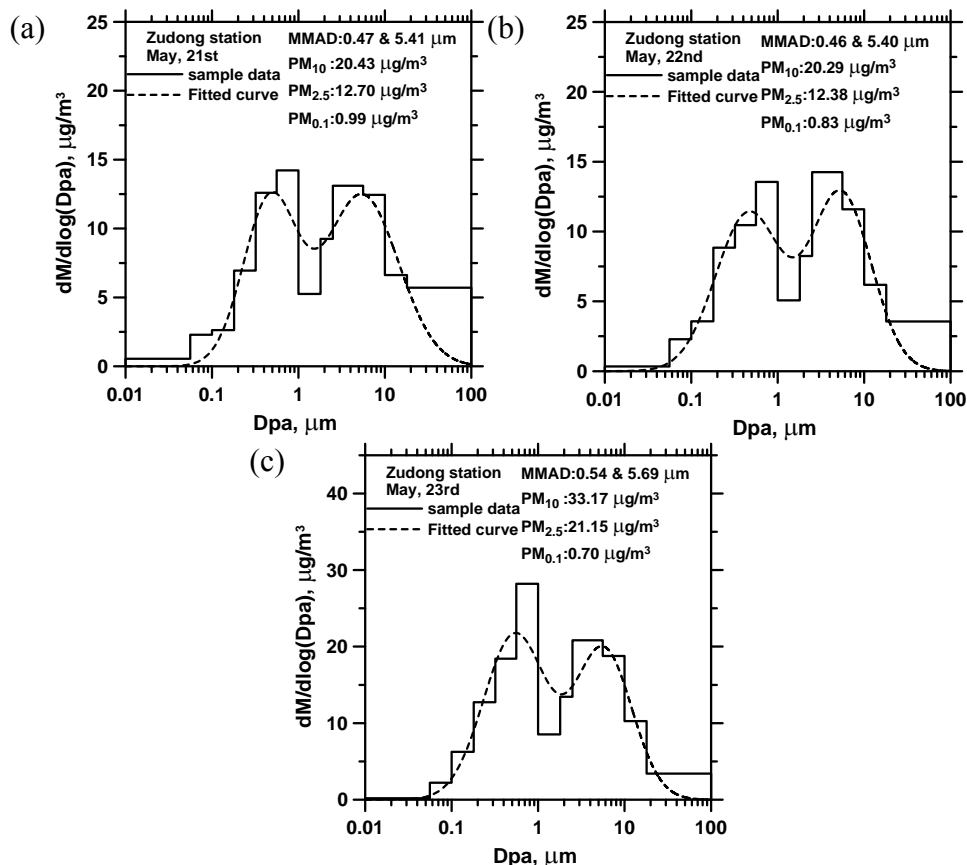 (a)
Zudong station
May, 21st
sample data
Fitted curve
MMAD:0.47 & 5.41 μm
PM10 :20.43 μg/m³
PM2.5:12.70 μg/m³
PM0.1:0.99 μg/m³
dM/dlog(Dpa), μg/m³
25
20
15
10
5
0
0.01 0.1 1 10 100
Dpa, μm
(b)
Zudong station
May, 22nd
sample data
Fitted curve
MMAD:0.46 & 5.40 μm
PM10 :20.29 μg/m³
PM2.5:12.38 μg/m³
PM0.1:0.83 μg/m³
dM/dlog(Dpa), μg/m³
25
20
15
10
5
0
0.01 0.1 1 10 100
Dpa, μm
(c)
Zudong station
May, 23rd
sample data
Fitted curve
MMAD:0.54 & 5.69 μm
PM10 :33.17 μg/m³
PM2.5:21.15 μg/m³
PM0.1:0.70 μg/m³
dM/dlog(Dpa), μg/m³
40
30
20
10
0
0.01 0.1 1 10 100
Dpa, μm